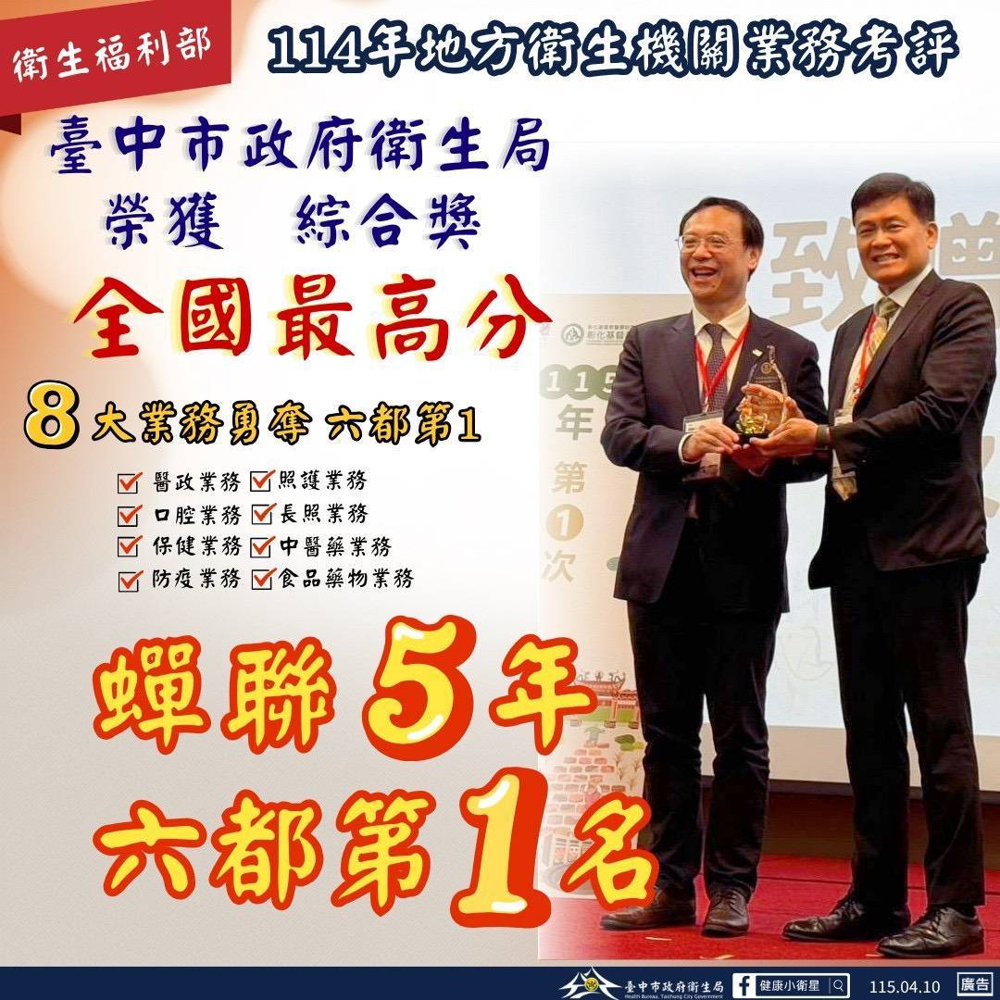 衛生福利部
114年地方衛生機關業務考評
臺中市政府衛生局
榮獲 綜合獎
全國最高分
8大業務勇奪 六都第1
醫政業務 照護業務
口腔業務 長照業務
保健業務 中醫藥業務
防疫業務 食品藥物業務
蟬聯5年
六都第1名
致
彰化基督
115
年
第
1
次
臺中市政府衛生局
Health Bureau, Taichung City Government
健康小衛星
115.04.10
廣告